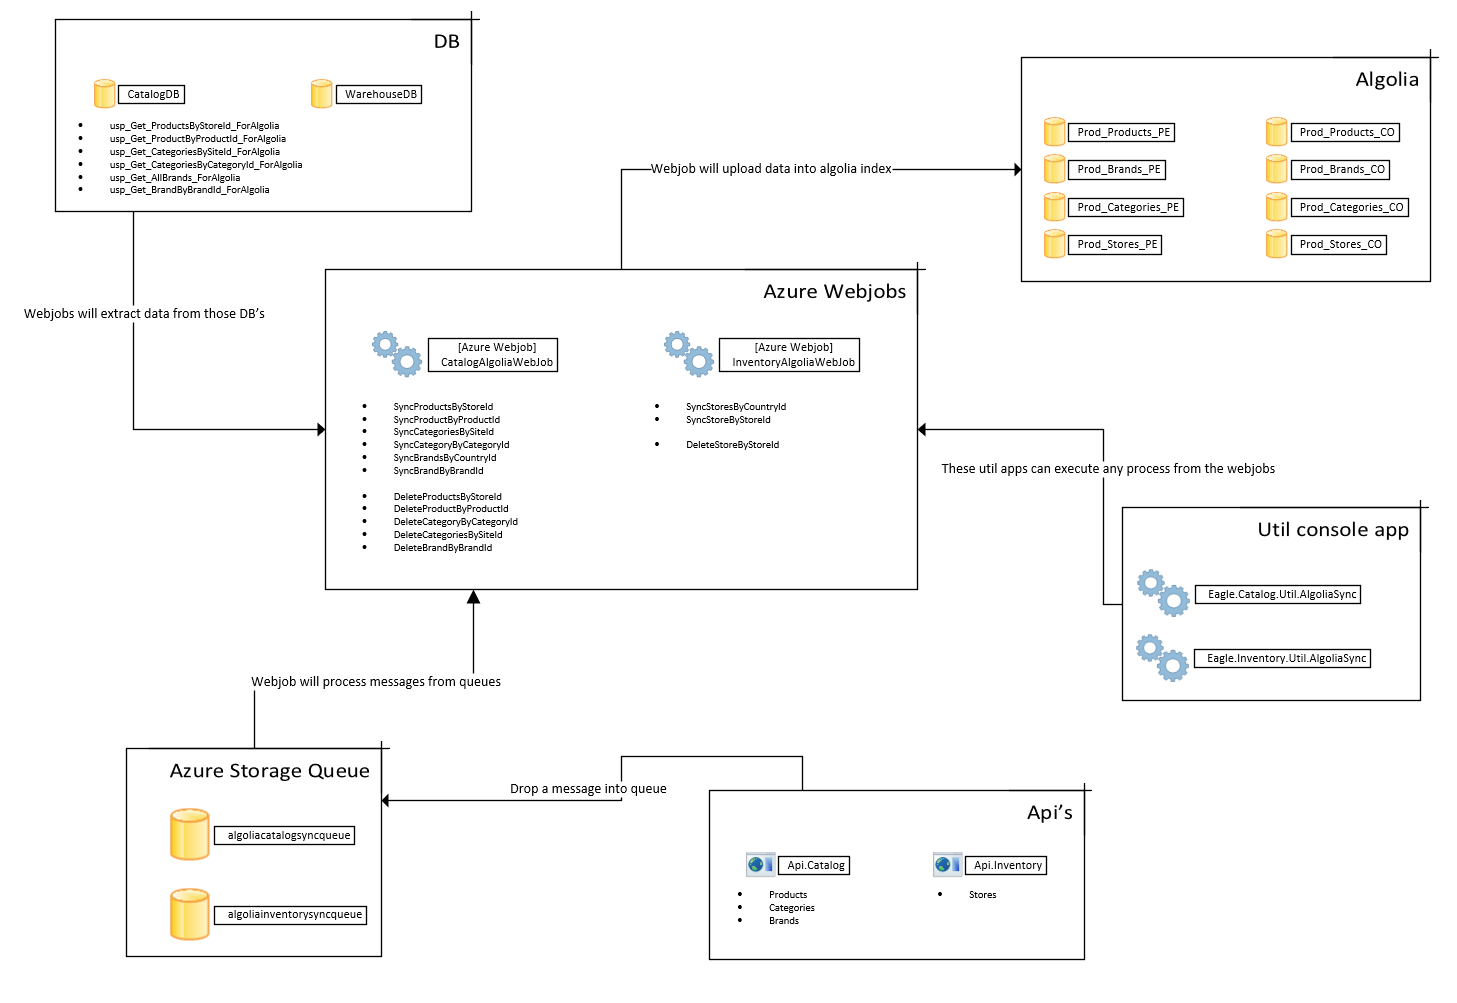 DB
CatalogDB
WarehouseDB
usp_Get_ProductsByStoreId_ForAlgolia
usp_Get_ProductByProductId_ForAlgolia
usp_Get_CategoriesBySiteId_ForAlgolia
usp_Get_CategoriesByCategoryId_ForAlgolia
usp_Get_AllBrands_ForAlgolia
usp_Get_BrandByBrandId_ForAlgolia
Algolia
Prod_Products_PE
Prod_Products_CO
Prod_Brands_PE
Prod_Brands_CO
Prod_Categories_PE
Prod_Categories_CO
Prod_Stores_PE
Prod_Stores_CO
Webjob will upload data into algolia index
Webjobs will extract data from those DB's
Azure Webjobs
[Azure Webjob]
CatalogAlgoliaWebJob
[Azure Webjob]
InventoryAlgoliaWebJob
SyncProductsByStoreId
SyncProductByProductId
SyncCategoriesBySiteId
SyncCategoryByCategoryId
SyncBrandsByCountryId
SyncBrandByBrandId
DeleteProductsByStoreId
DeleteProductByProductId
DeleteCategoryByCategoryId
DeleteCategoriesBySiteId
DeleteBrandByBrandId
SyncStoresByCountryId
SyncStoreByStoreId
DeleteStoreByStoreId
These util apps can execute any process from the webjobs
Util console app
Eagle.Catalog.Util.AlgoliaSync
Eagle.Inventory.Util.AlgoliaSync
Webjob will process messages from queues
Azure Storage Queue
algoliacatalogsyncqueue
algoliainventorysyncqueue
Drop a message into queue
Api's
Api.Catalog
Api.Inventory
Products
Categories
Brands
Stores